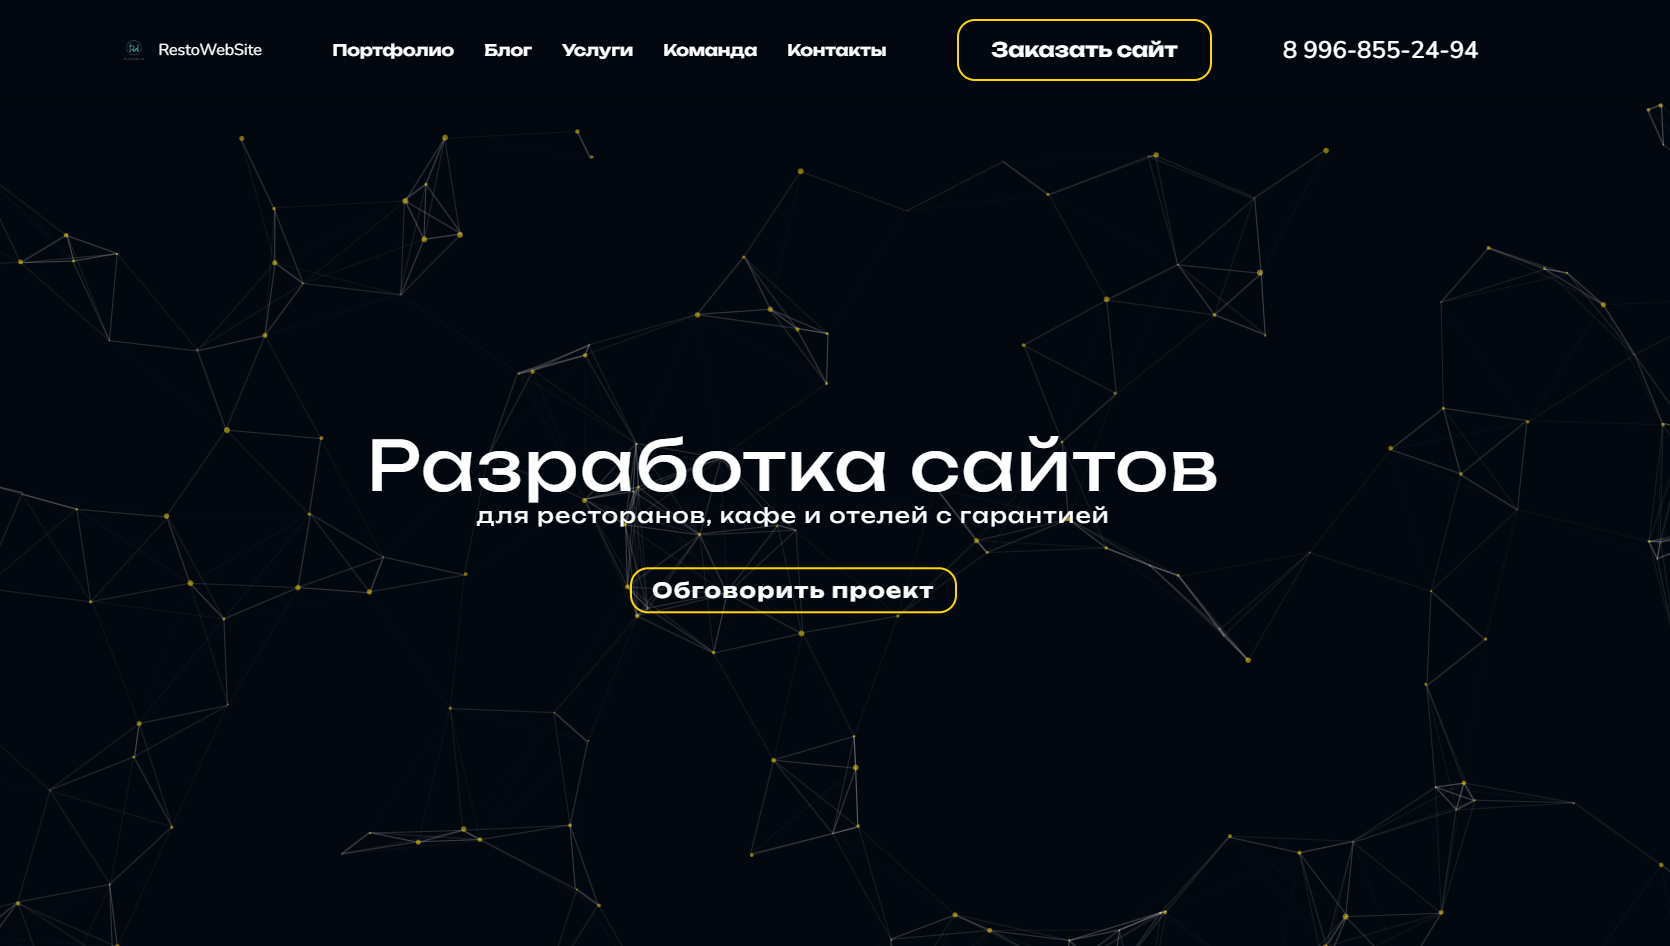 RestoWebSite Портфолио Блог Услуги Команда Контакты Заказать сайт 8 996-855-24-94
Разработка сайтов
для ресторанов, кафе и отелей с гарантией
Обговорить проект